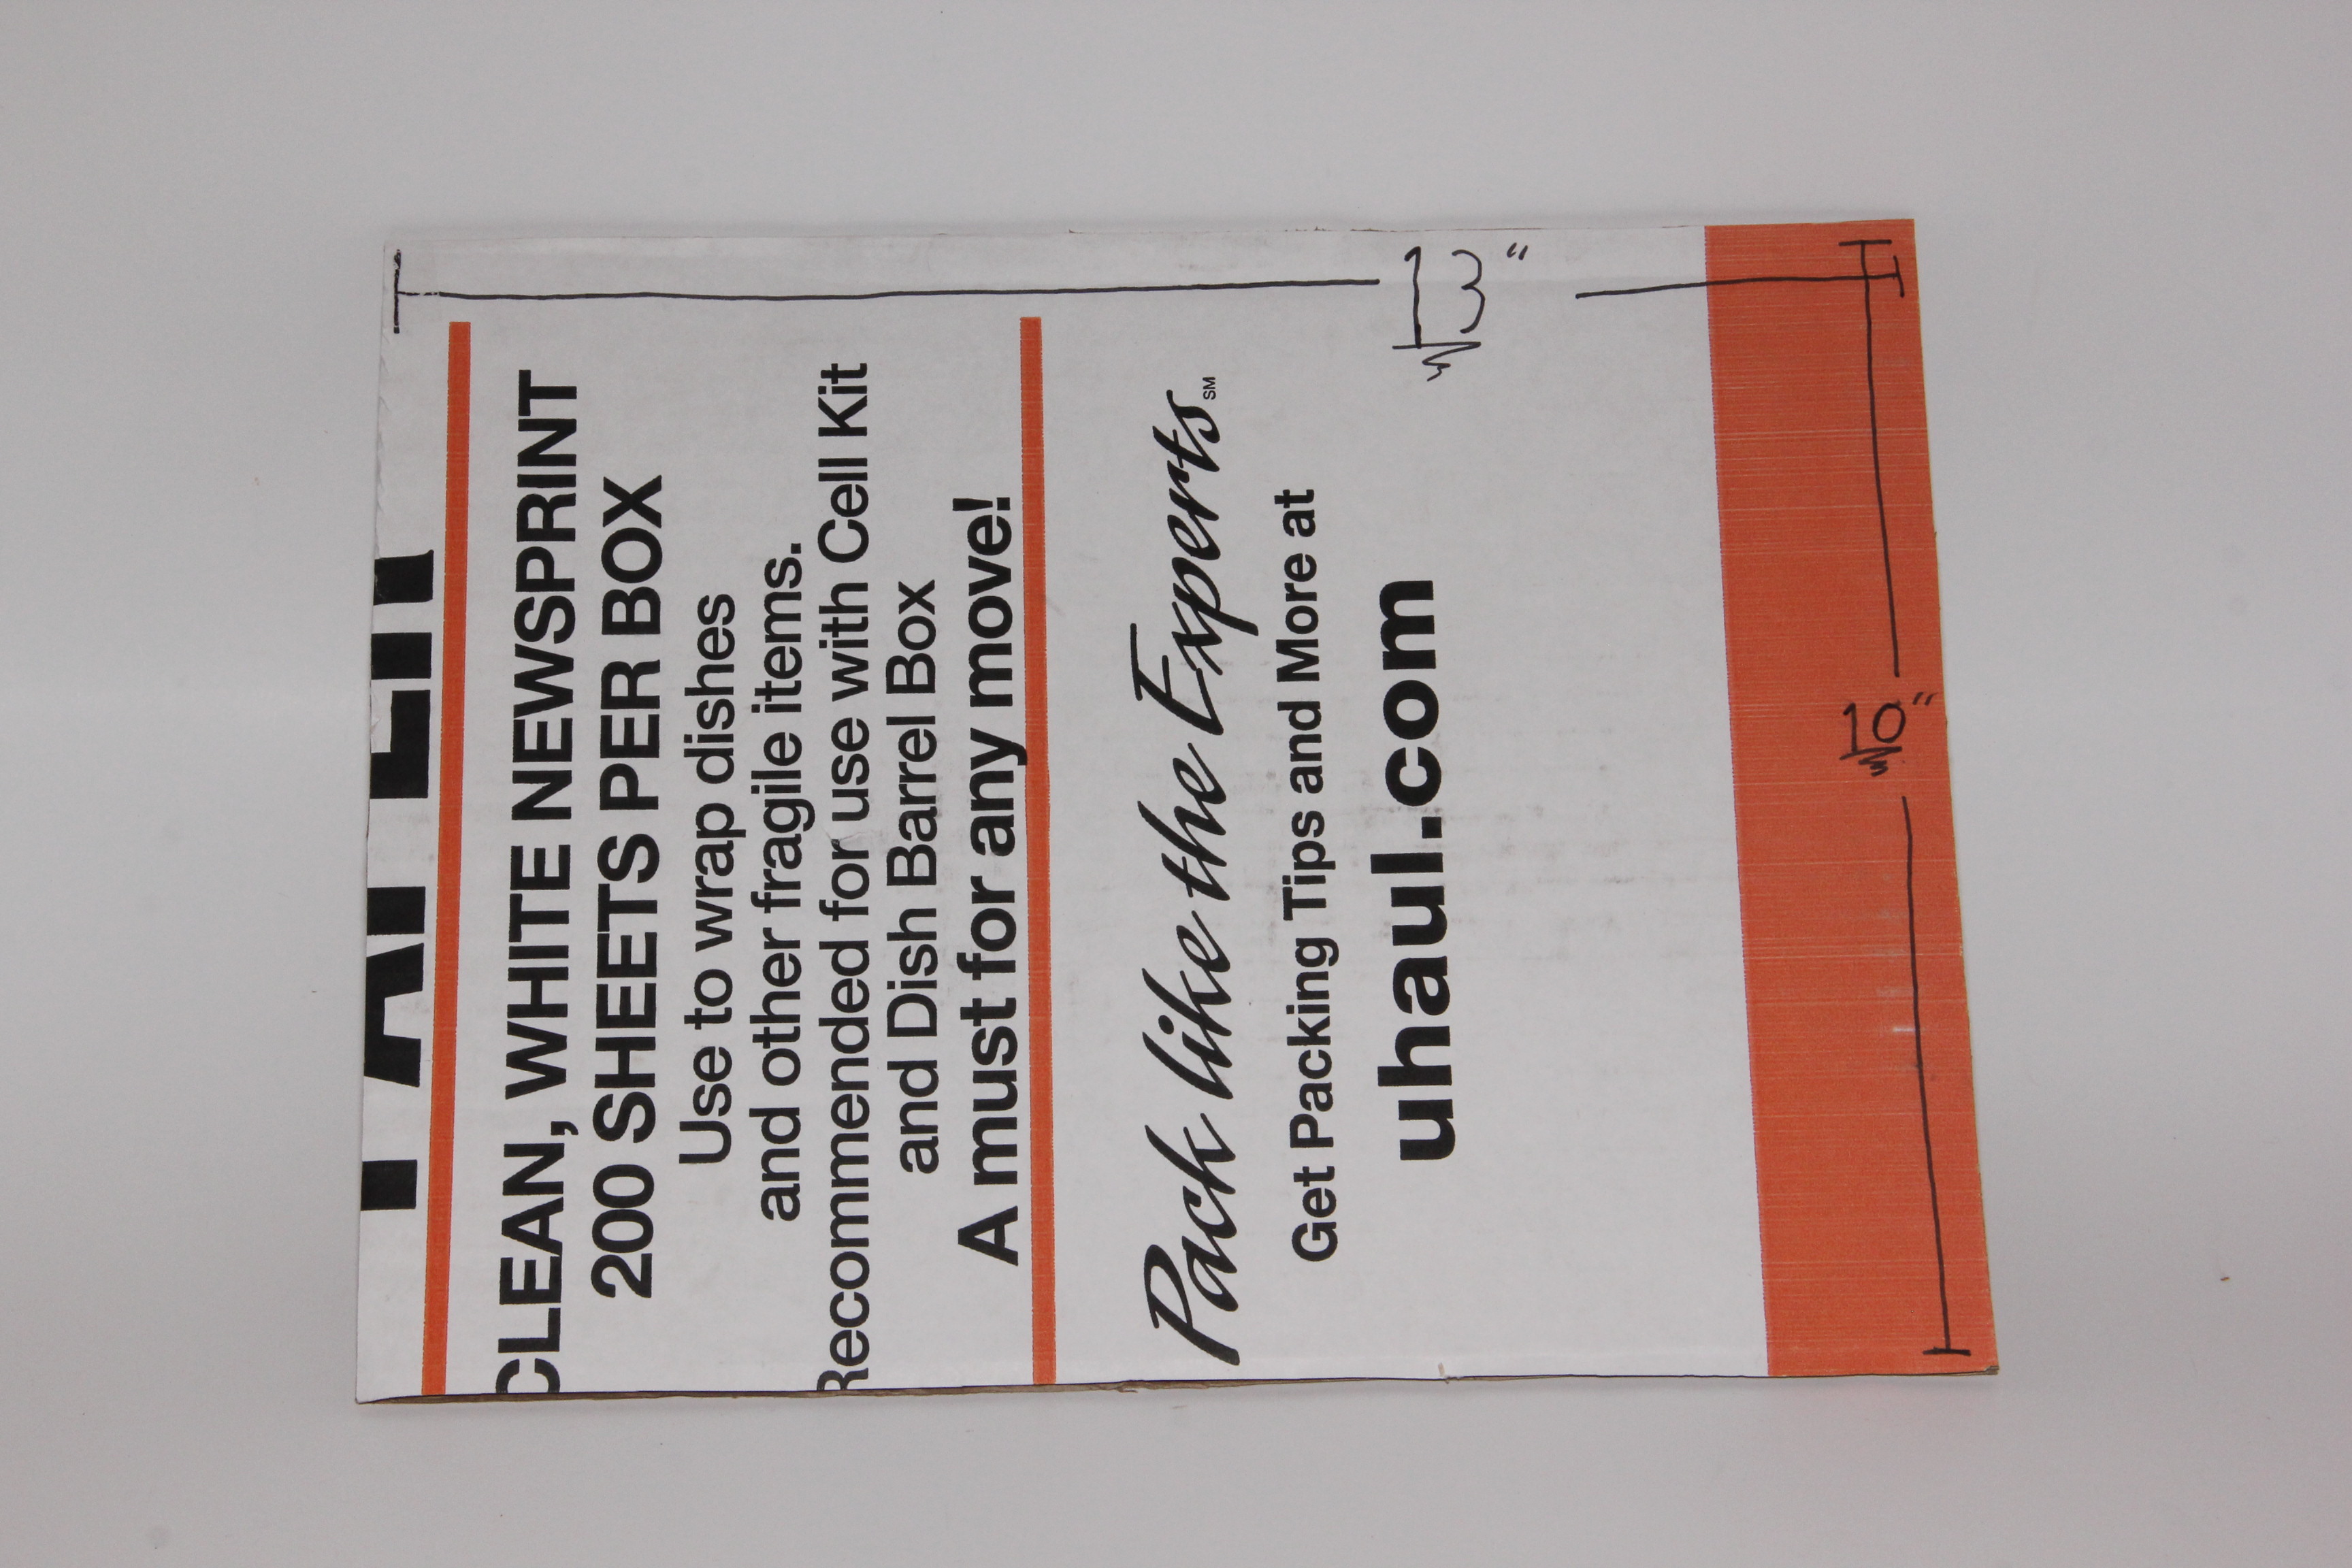 CLEAN, WHITE NEWSPRINT
200 SHEETS PER BOX
Use to wrap dishes
and other fragile items.
Recommended for use with Cell Kit
and Dish Barrel Box
A must for any move!
Pack like the Experts℠
Get Packing Tips and More at
uhaul.com
13"
10"